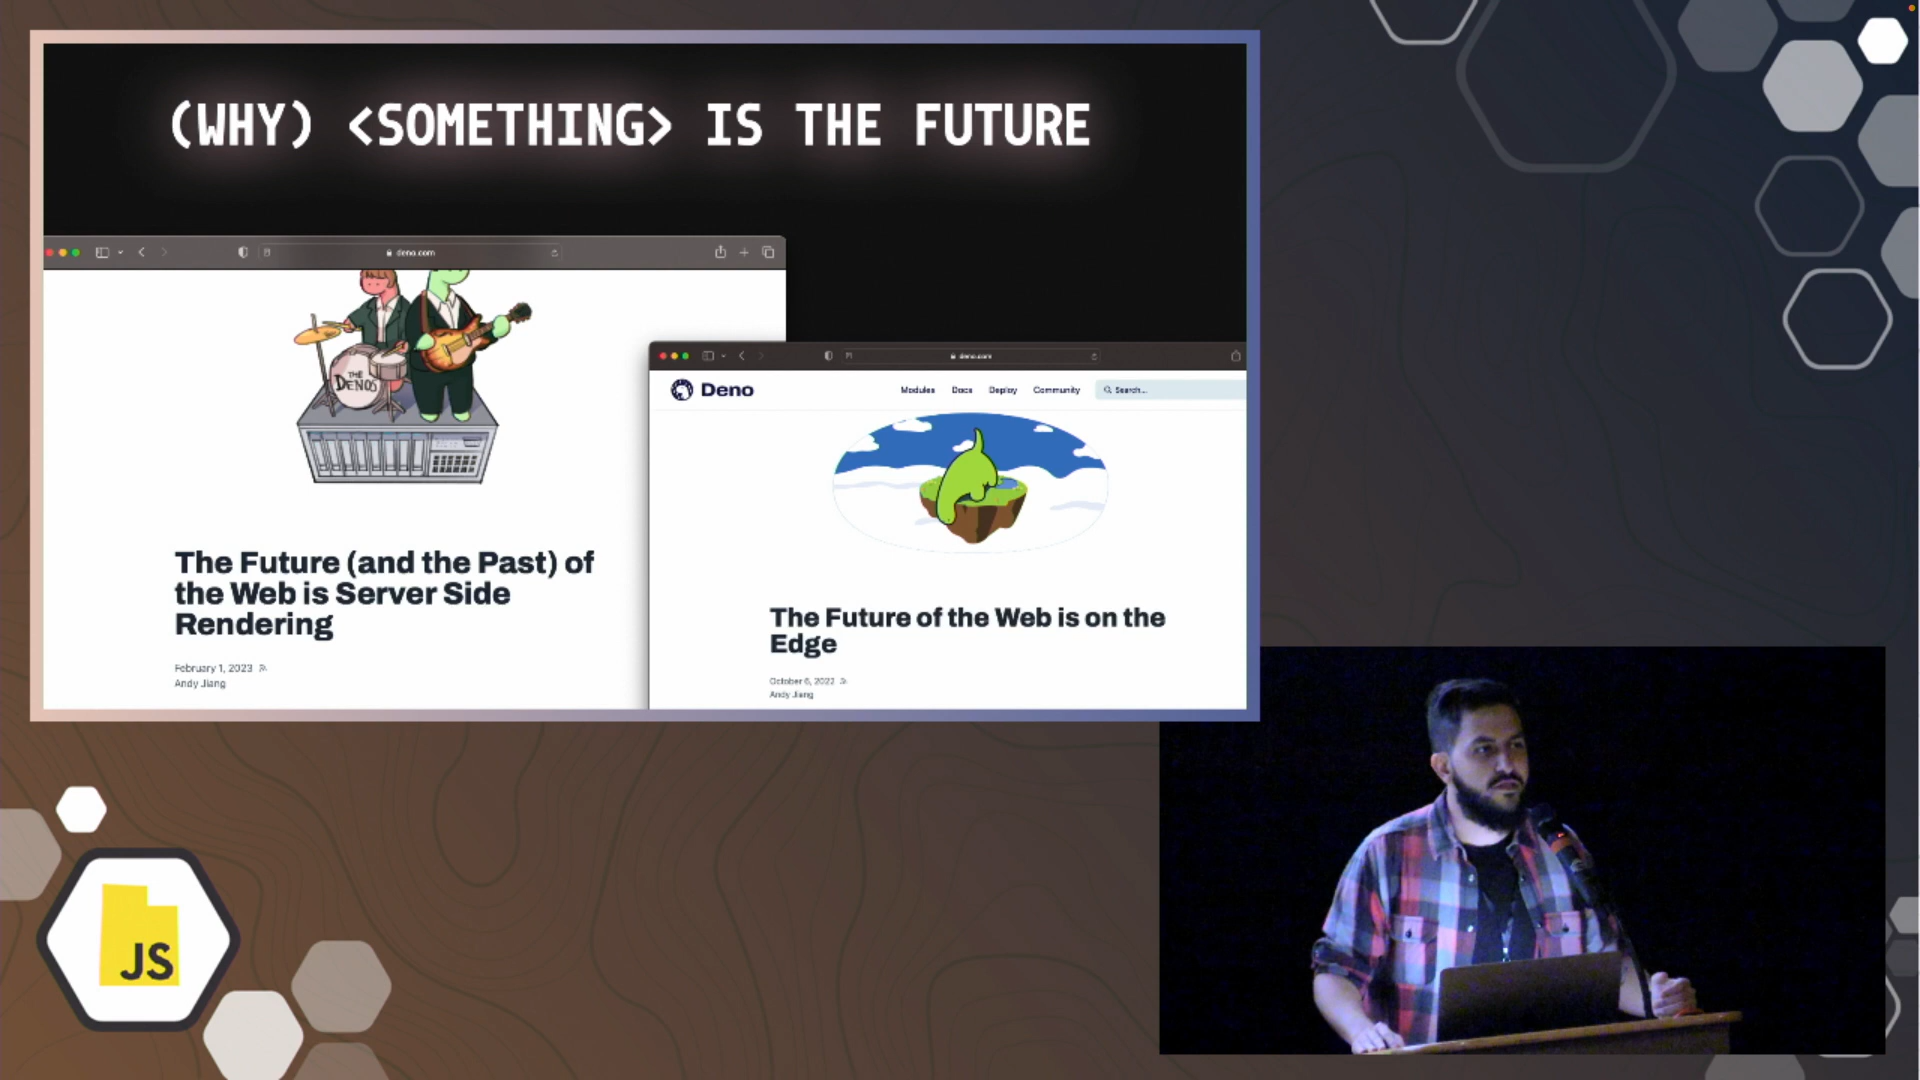 (WHY) <SOMETHING> IS THE FUTURE
deno.com
THE
DENOS
The Future (and the Past) of
the Web is Server Side
Rendering
February 1, 2023
Andy Jiang
deno.com
Deno
Modules Docs Deploy Community Search...
The Future of the Web is on the
Edge
October 6, 2022
Andy Jiang
JS